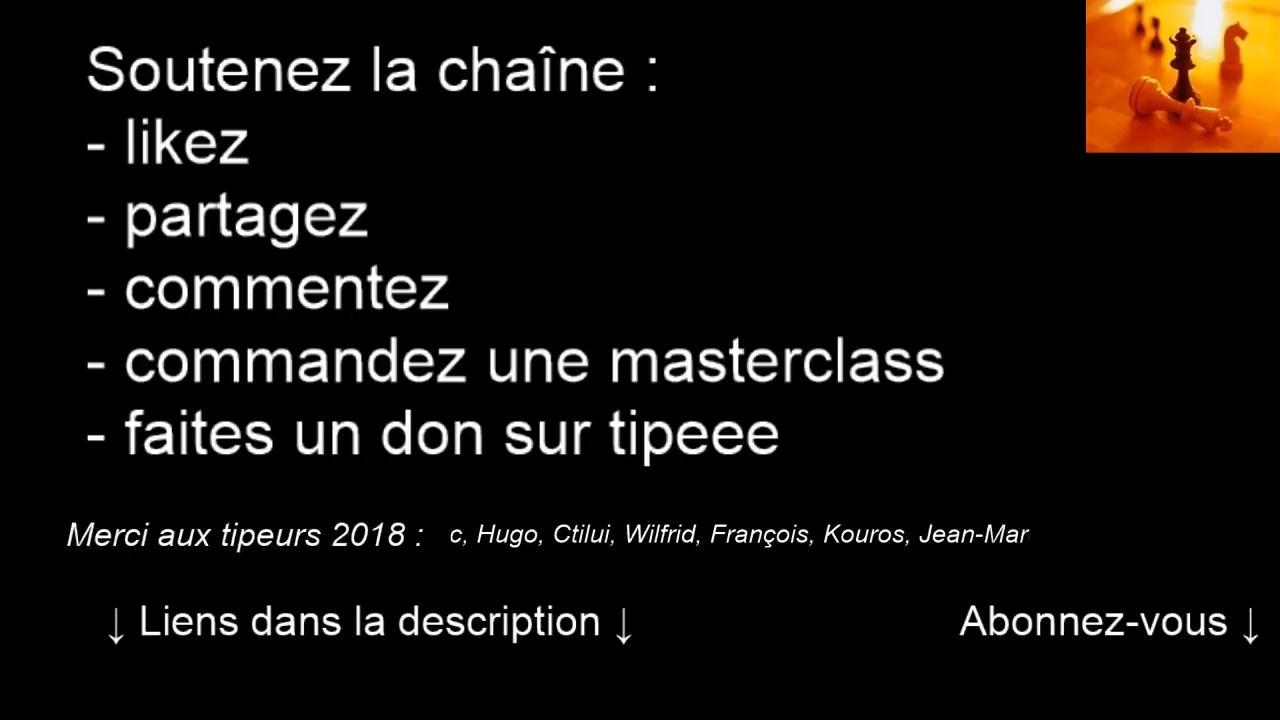 Soutenez la chaîne :
- likez
- partagez
- commentez
- commandez une masterclass
- faites un don sur tipeee
Merci aux tipeurs 2018 : c, Hugo, Ctilui, Wilfrid, François, Kouros, Jean-Mar
↓ Liens dans la description ↓ Abonnez-vous ↓